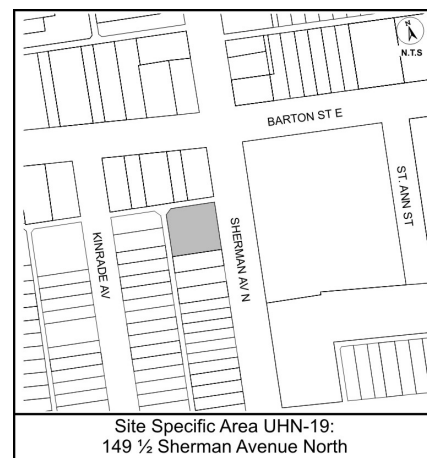 N
N.T.S
BARTON ST E
ST. ANN ST
SHERMAN AV N
KINRADE AV
Site Specific Area UHN-19:
149 ½ Sherman Avenue North